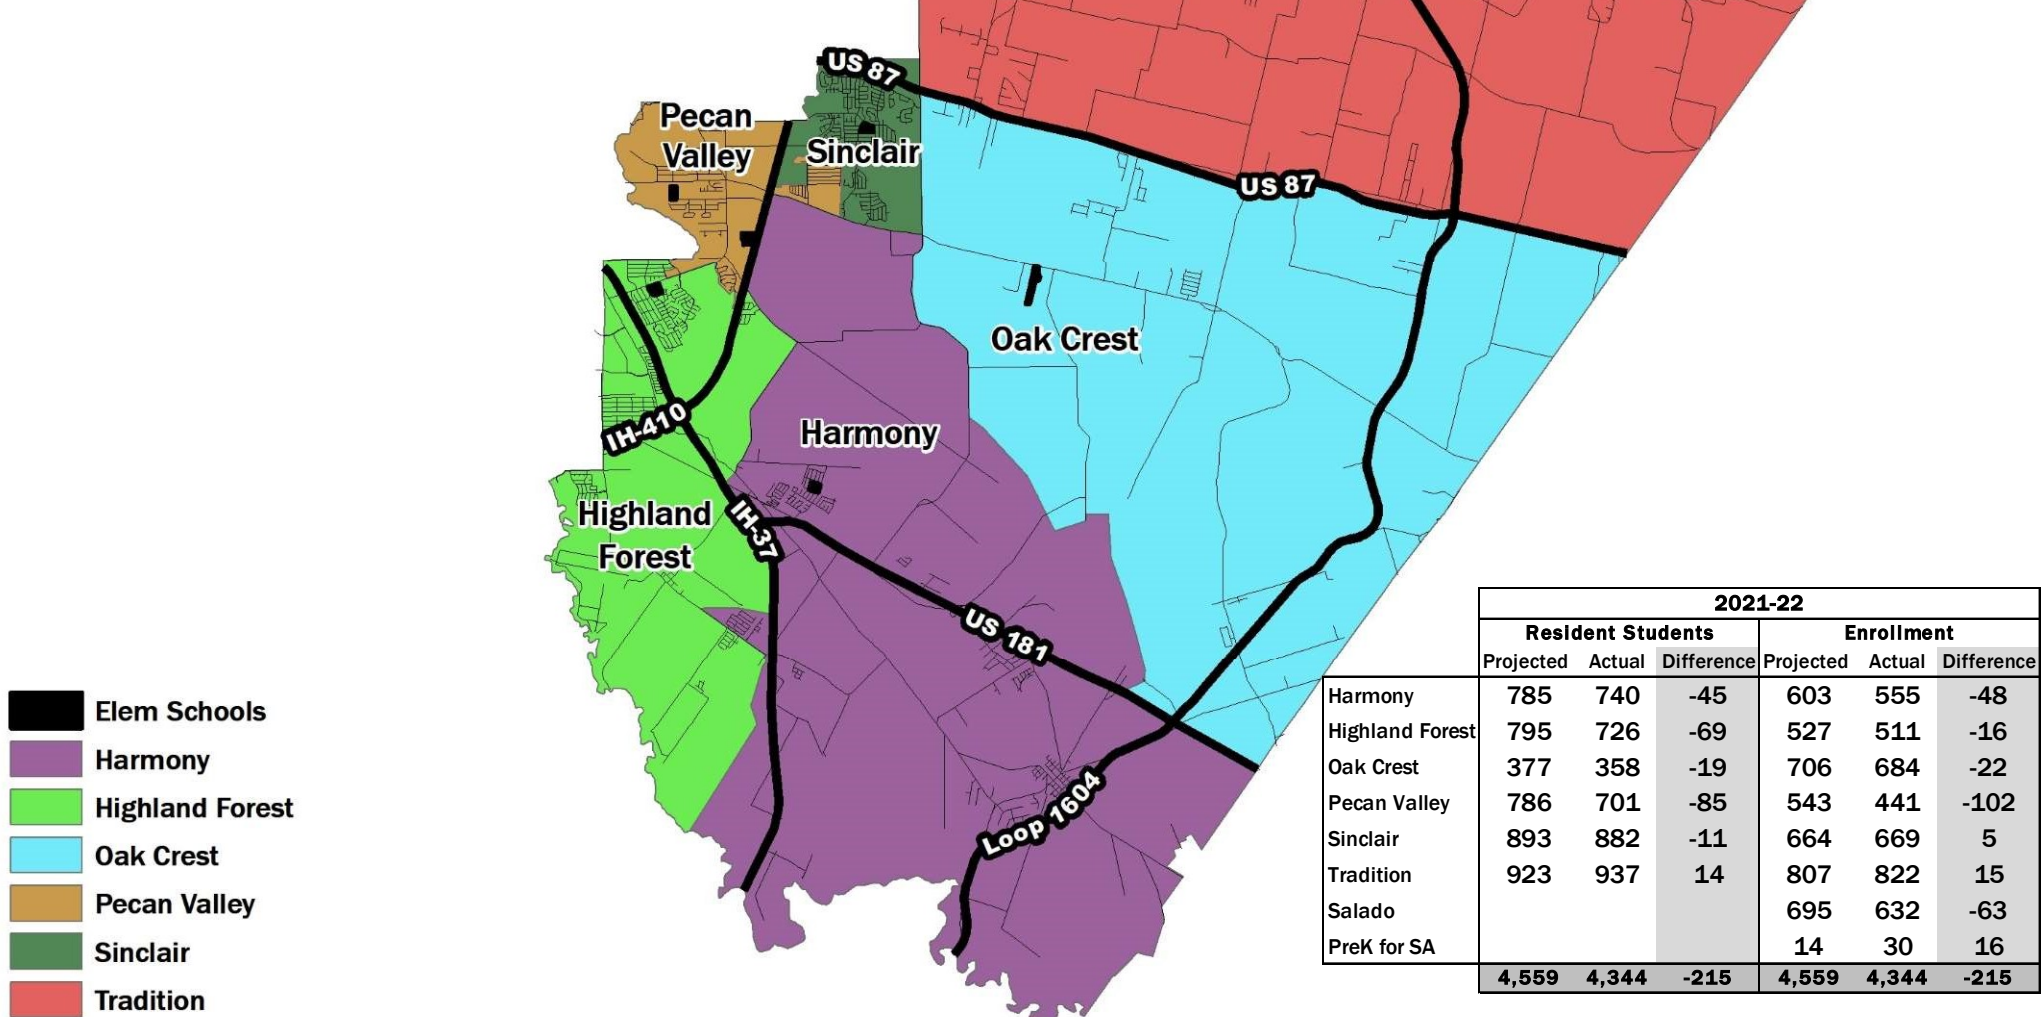 US 87
Pecan
Valley
Sinclair
US 87
Oak Crest
IH-410
Harmony
Highland
Forest
IH-37
US 181
Loop 1604
Elem Schools
Harmony
Highland Forest
Oak Crest
Pecan Valley
Sinclair
Tradition
2021-22
Resident Students Enrollment
Projected Actual Difference Projected Actual Difference
Harmony 785 740 -45 603 555 -48
Highland Forest 795 726 -69 527 511 -16
Oak Crest 377 358 -19 706 684 -22
Pecan Valley 786 701 -85 543 441 -102
Sinclair 893 882 -11 664 669 5
Tradition 923 937 14 807 822 15
Salado 695 632 -63
PreK for SA 14 30 16
4,559 4,344 -215 4,559 4,344 -215